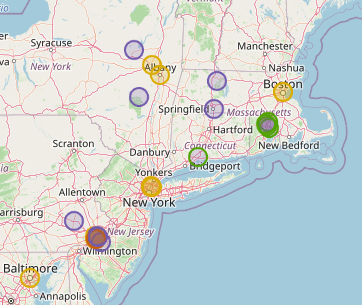 Syracuse
New York
Manchester
Albany
Nashua
Boston
Springfield
Massachusetts
Hartford
New Bedford
Connecticut
Scranton
Danbury
Bridgeport
Yonkers
Allentown
New York
New Jersey
Wilmington
Baltimore
Annapolis